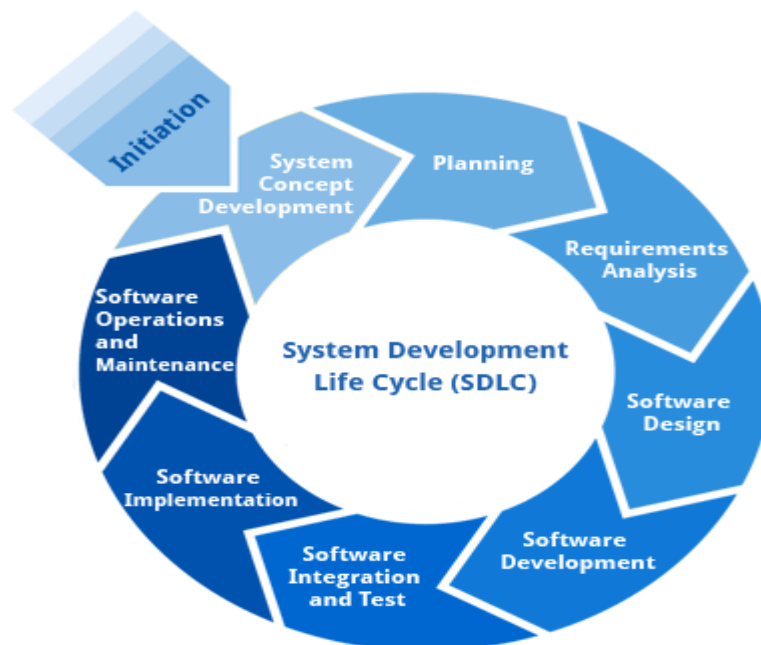 Initiation
System
Concept
Development
Planning
Requirements
Analysis
Software
Design
Software
Development
Software
Integration
and Test
Software
Implementation
Software
Operations
and
Maintenance
System Development
Life Cycle (SDLC)